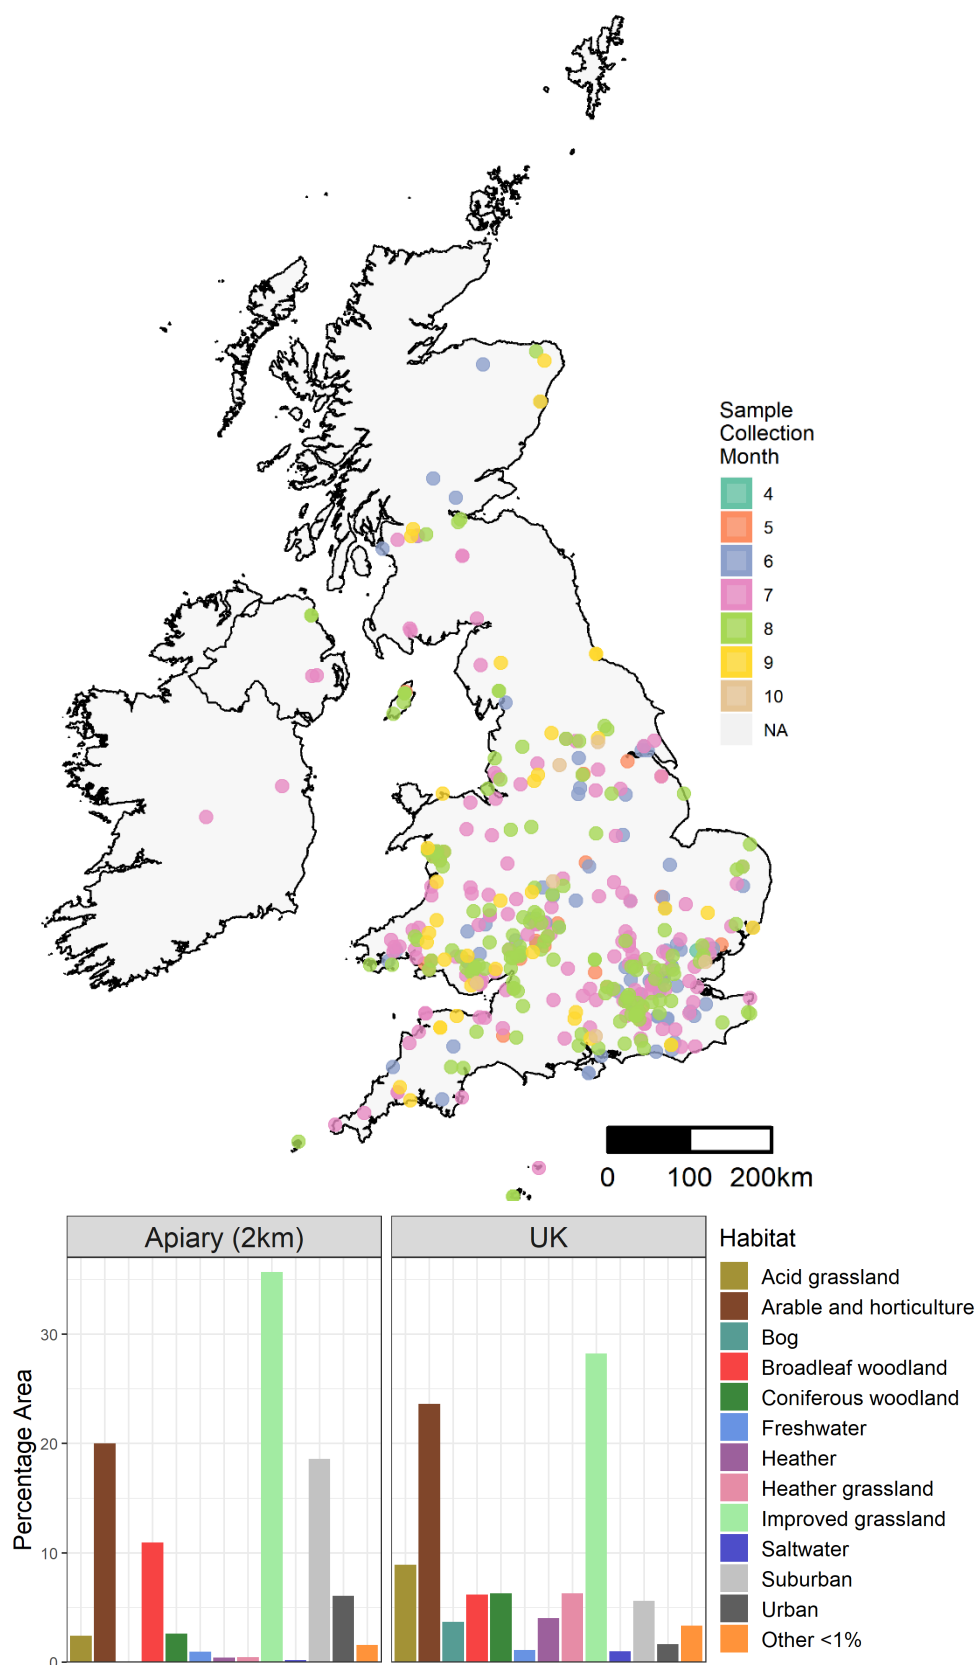 Sample
Collection
Month
4
5
6
7
8
9
10
NA
0 100 200km
Apiary (2km)
UK
Percentage Area
30
20
10
0
Habitat
Acid grassland
Arable and horticulture
Bog
Broadleaf woodland
Coniferous woodland
Freshwater
Heather
Heather grassland
Improved grassland
Saltwater
Suburban
Urban
Other <1%